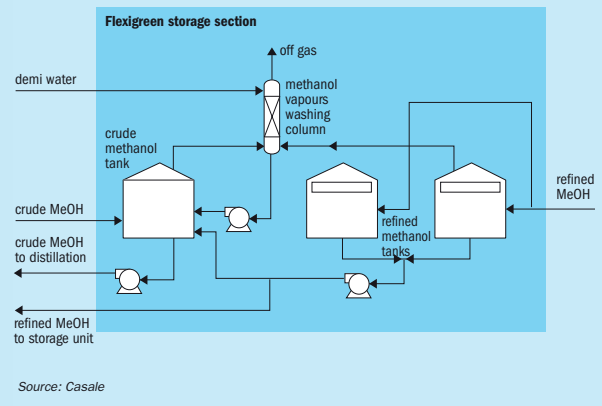 Flexigreen storage section
off gas
demi water
methanol
vapours
washing
column
crude
methanol
tank
refined
MeOH
crude MeOH
refined
methanol
tanks
crude MeOH
to distillation
refined MeOH
to storage unit
Source: Casale